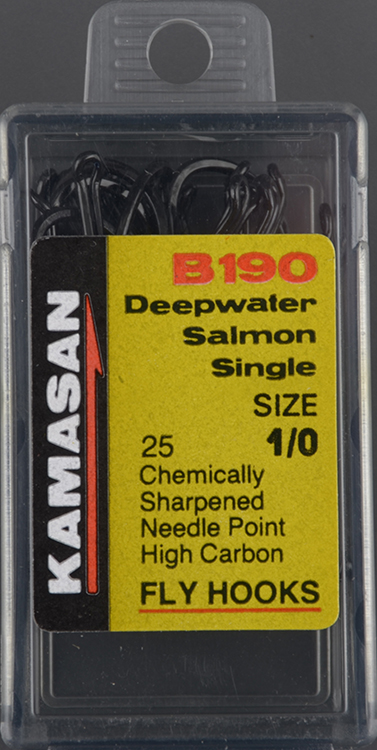 KAMASAN
B190
Deepwater
Salmon
Single
SIZE
25 1/0
Chemically
Sharpened
Needle Point
High Carbon
FLY HOOKS